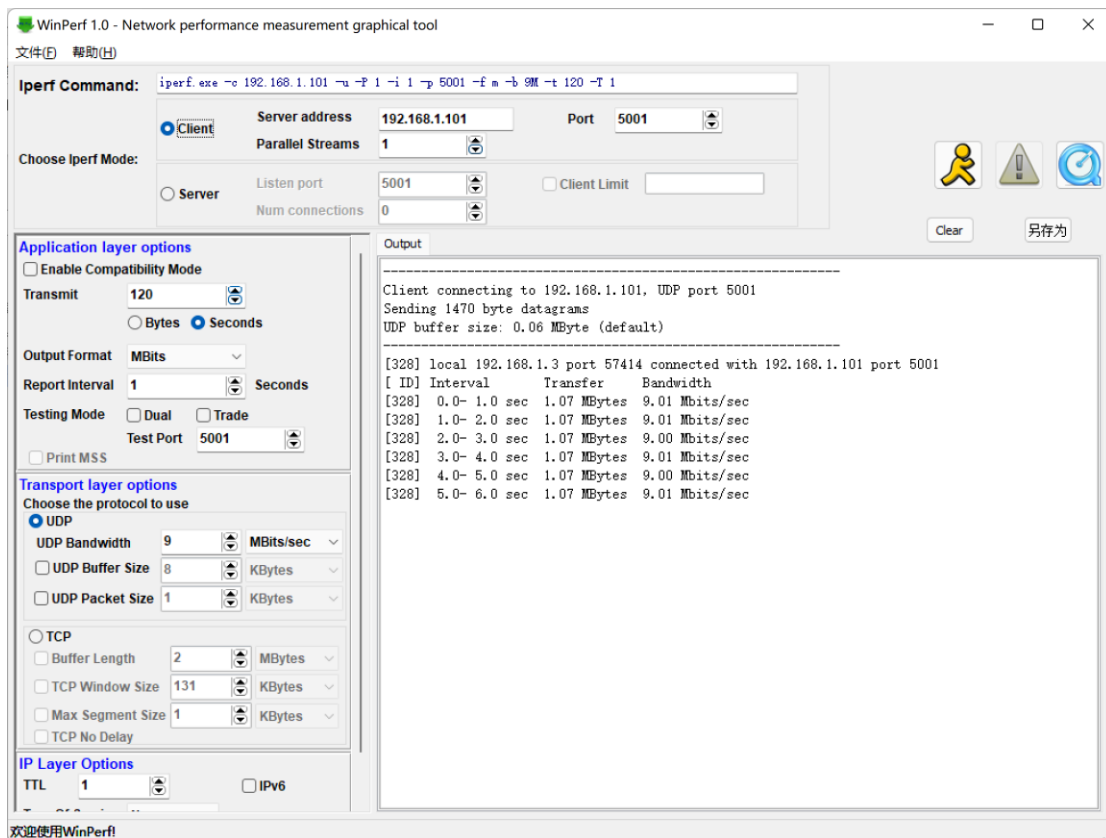 WinPerf 1.0 - Network performance measurement graphical tool
文件(F) 帮助(H)
Iperf Command: iperf.exe -c 192.168.1.101 -u -P 1 -i 1 -p 5001 -f m -b 9M -t 120 -T 1
Choose Iperf Mode:
Client
Server address 192.168.1.101 Port 5001
Parallel Streams 1
Server
Listen port 5001 Client Limit
Num connections 0
Clear 另存为
Application layer options
Enable Compatibility Mode
Transmit 120
Bytes Seconds
Output Format MBits
Report Interval 1 Seconds
Testing Mode Dual Trade
Test Port 5001
Print MSS
Transport layer options
Choose the protocol to use
UDP
UDP Bandwidth 9 MBits/sec
UDP Buffer Size 8 KBytes
UDP Packet Size 1 KBytes
TCP
Buffer Length 2 MBytes
TCP Window Size 131 KBytes
Max Segment Size 1 KBytes
TCP No Delay
IP Layer Options
TTL 1 IPv6
Output
------------------------------------------------------------
Client connecting to 192.168.1.101, UDP port 5001
Sending 1470 byte datagrams
UDP buffer size: 0.06 MByte (default)
------------------------------------------------------------
[328] local 192.168.1.3 port 57414 connected with 192.168.1.101 port 5001
[ ID] Interval Transfer Bandwidth
[328] 0.0- 1.0 sec 1.07 MBytes 9.01 Mbits/sec
[328] 1.0- 2.0 sec 1.07 MBytes 9.01 Mbits/sec
[328] 2.0- 3.0 sec 1.07 MBytes 9.00 Mbits/sec
[328] 3.0- 4.0 sec 1.07 MBytes 9.01 Mbits/sec
[328] 4.0- 5.0 sec 1.07 MBytes 9.00 Mbits/sec
[328] 5.0- 6.0 sec 1.07 MBytes 9.01 Mbits/sec
欢迎使用WinPerf!